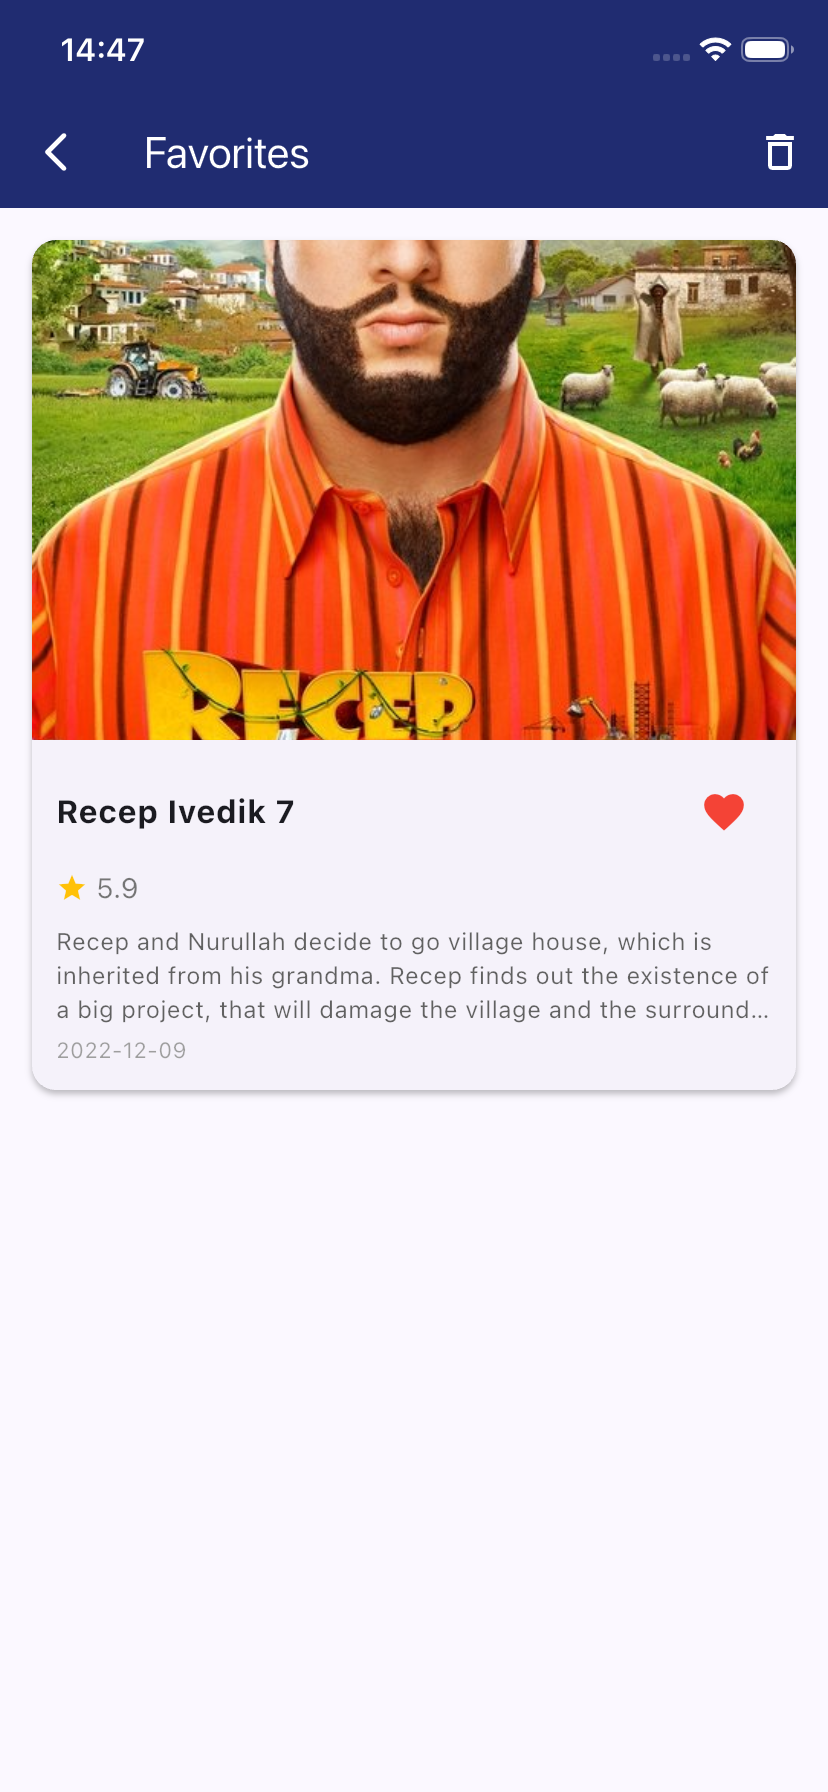 14:47
Favorites
RECEP
Recep Ivedik 7
5.9
Recep and Nurullah decide to go village house, which is
inherited from his grandma. Recep finds out the existence of
a big project, that will damage the village and the surround...
2022-12-09